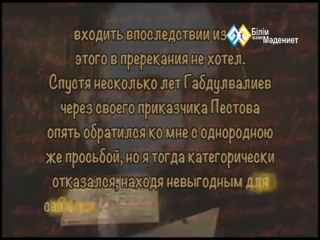 Білім
Мәдениет
входить впоследствии из
этого в пререкания не хотел.
Спустя несколько лет Габдулвалиев
через своего приказчика Пестова
опять обратился ко мне с однородною
же просьбой, но я тогда категорически
отказался, находя невыгодным для